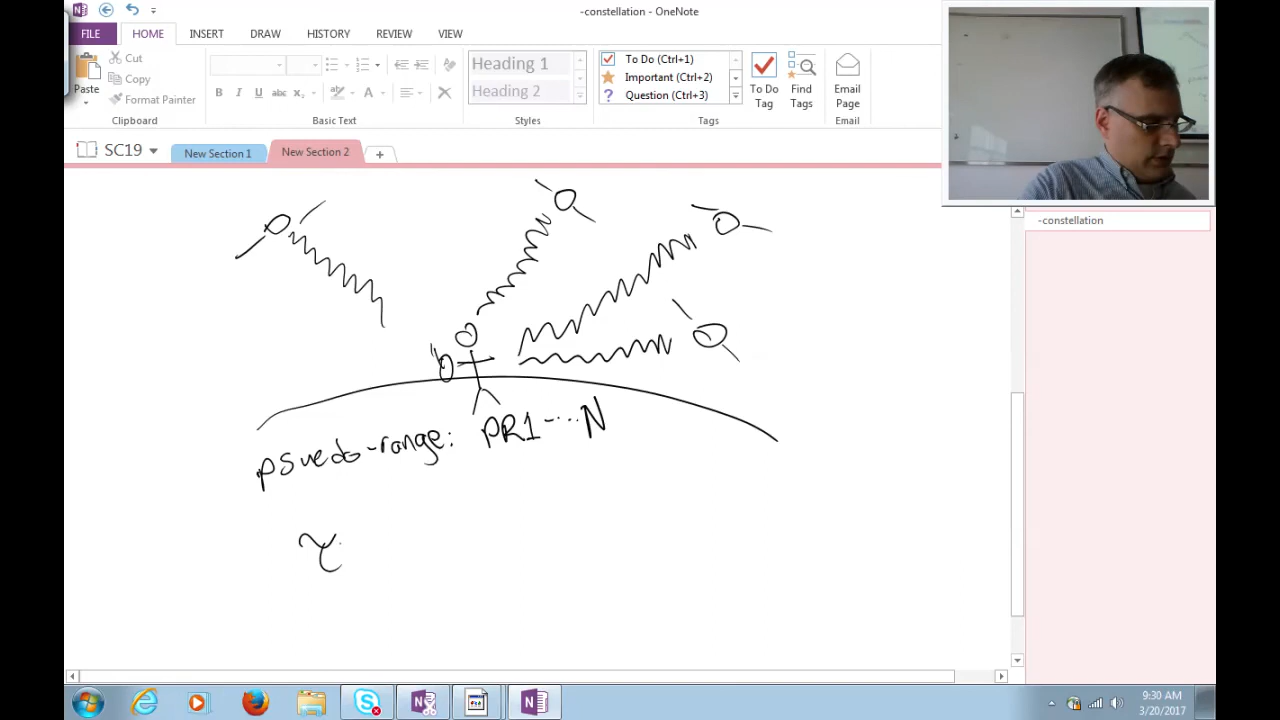 -constellation - OneNote
FILE HOME INSERT DRAW HISTORY REVIEW VIEW
Paste
Cut
Copy
Format Painter
Clipboard
B I U abc x₂ A
Basic Text
Heading 1
Heading 2
Styles
To Do (Ctrl+1)
Important (Ctrl+2)
Question (Ctrl+3)
Tags
To Do Tag
Find Tags
Email Page
Email
SC19 New Section 1 New Section 2 +
-constellation
psuedo-range: PR1-...N
9:30 AM
3/20/2017